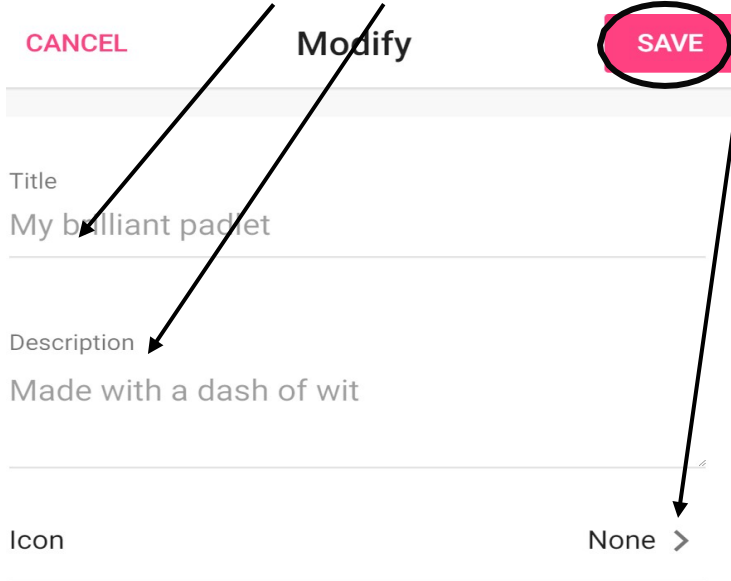 CANCEL Modify SAVE
Title
My brilliant padlet
Description
Made with a dash of wit
Icon None >